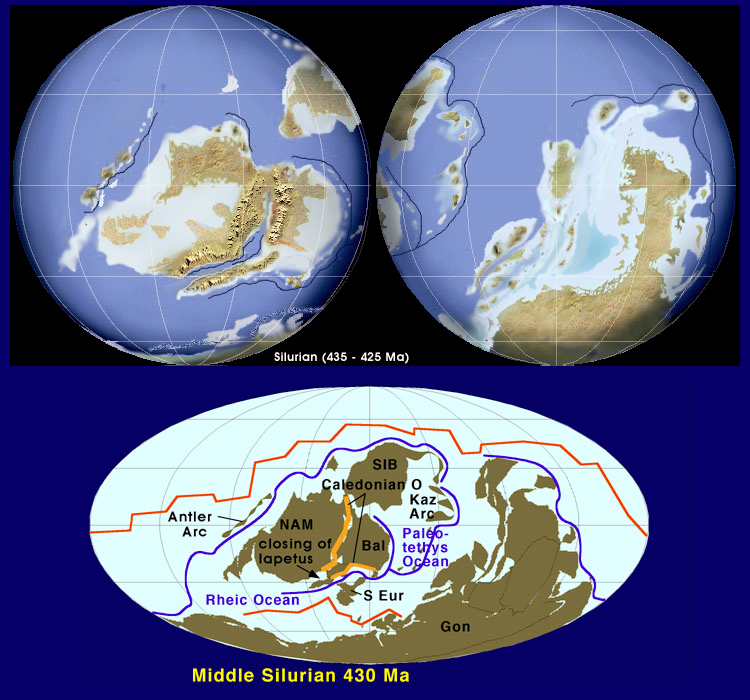 Silurian (435 - 425 Ma)
SIB
Caledonian O
Kaz
Arc
Antler
Arc
NAM
closing of
Iapetus
Bal
Paleo-
tethys
Ocean
Rheic Ocean
S Eur
Gon
Middle Silurian 430 Ma